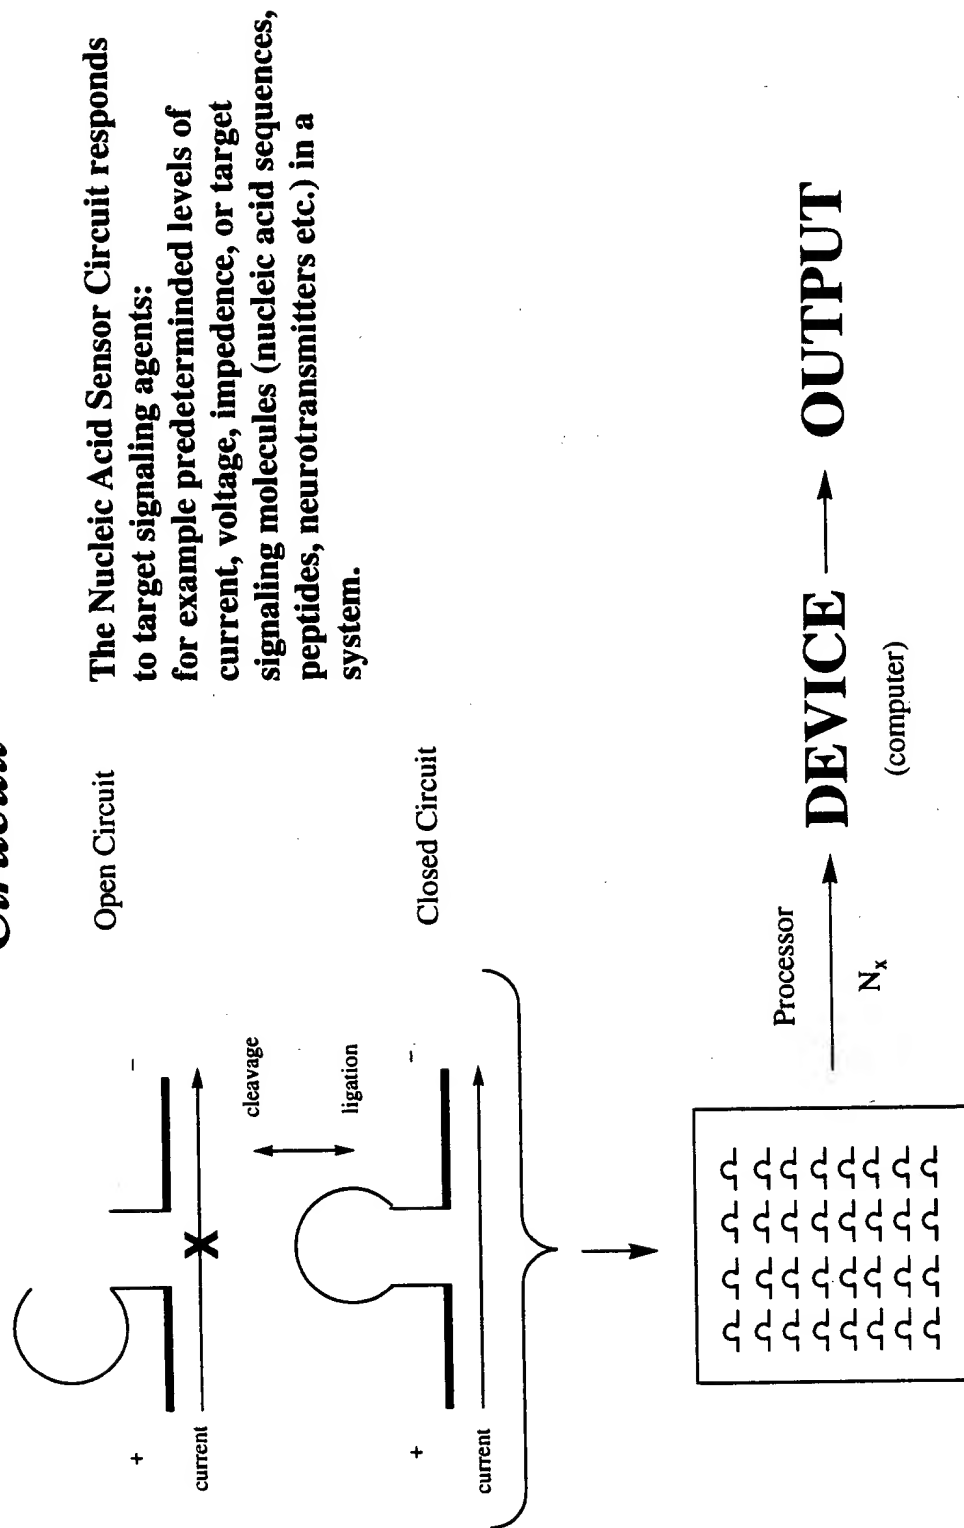 Circuit
Open Circuit
The Nucleic Acid Sensor Circuit responds
to target signaling agents:
for example predeterminded levels of
current, voltage, impedence, or target
signaling molecules (nucleic acid sequences,
peptides, neurotransmitters etc.) in a
system.
+
-
X
current
cleavage
ligation
+
-
current
Closed Circuit
Processor
Nx
DEVICE
(computer)
OUTPUT